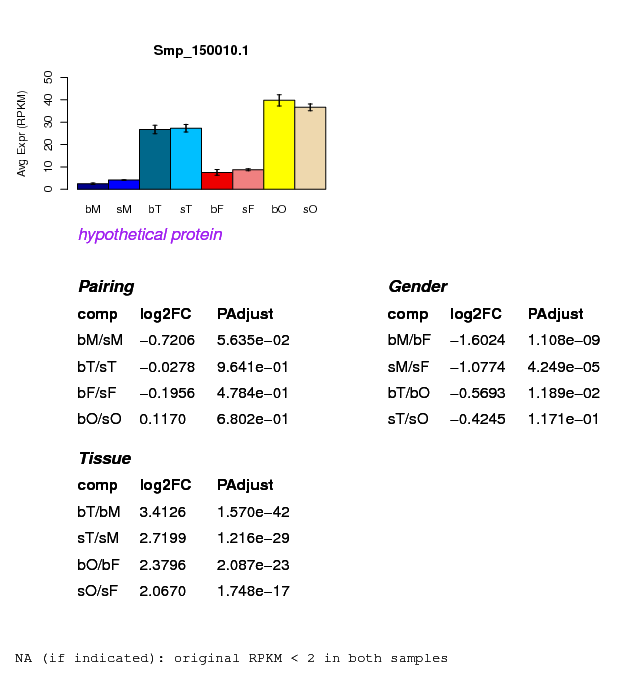 Smp_150010.1
Avg Expr (RPKM)
50
40
30
20
10
0
bM sM bT sT bF sF bO sO
hypothetical protein
Pairing
comp log2FC PAdjust
bM/sM −0.7206 5.635e−02
bT/sT −0.0278 9.641e−01
bF/sF −0.1956 4.784e−01
bO/sO 0.1170 6.802e−01
Gender
comp log2FC PAdjust
bM/bF −1.6024 1.108e−09
sM/sF −1.0774 4.249e−05
bT/bO −0.5693 1.189e−02
sT/sO −0.4245 1.171e−01
Tissue
comp log2FC PAdjust
bT/bM 3.4126 1.570e−42
sT/sM 2.7199 1.216e−29
bO/bF 2.3796 2.087e−23
sO/sF 2.0670 1.748e−17
NA (if indicated): original RPKM < 2 in both samples